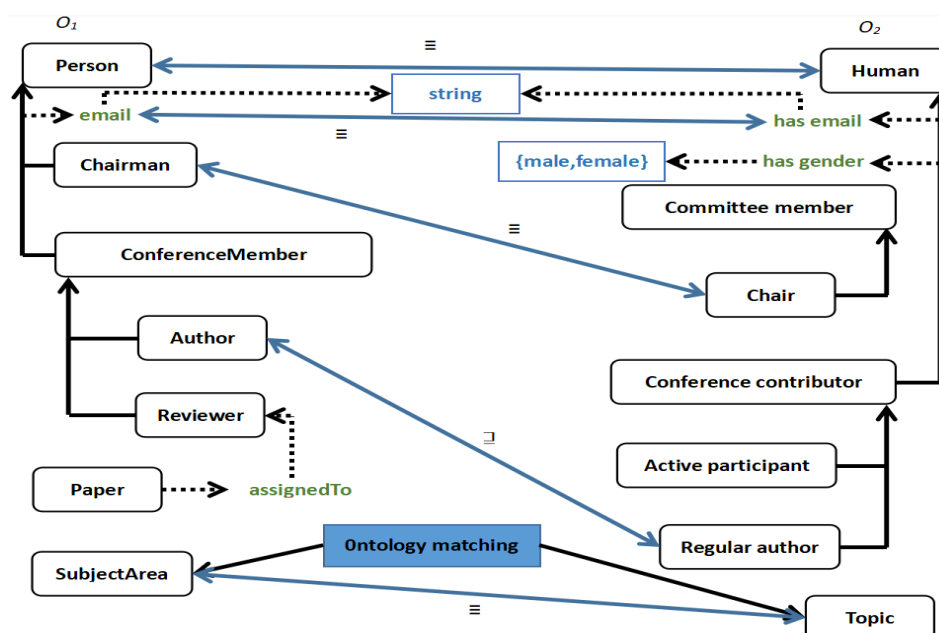 O₁
O₂
≡
Person
Human
string
email
has email
≡
{male,female}
has gender
Chairman
Committee member
≡
ConferenceMember
Chair
Author
Conference contributor
Reviewer
⊒
Active participant
Paper
assignedTo
0ntology matching
Regular author
SubjectArea
≡
Topic